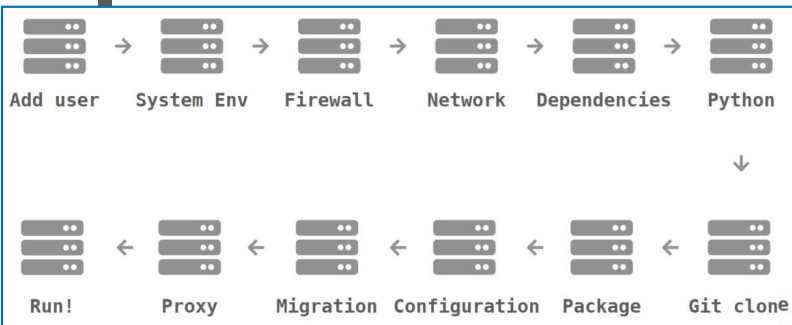 Add user System Env Firewall Network Dependencies Python
Run! Proxy Migration Configuration Package Git clone